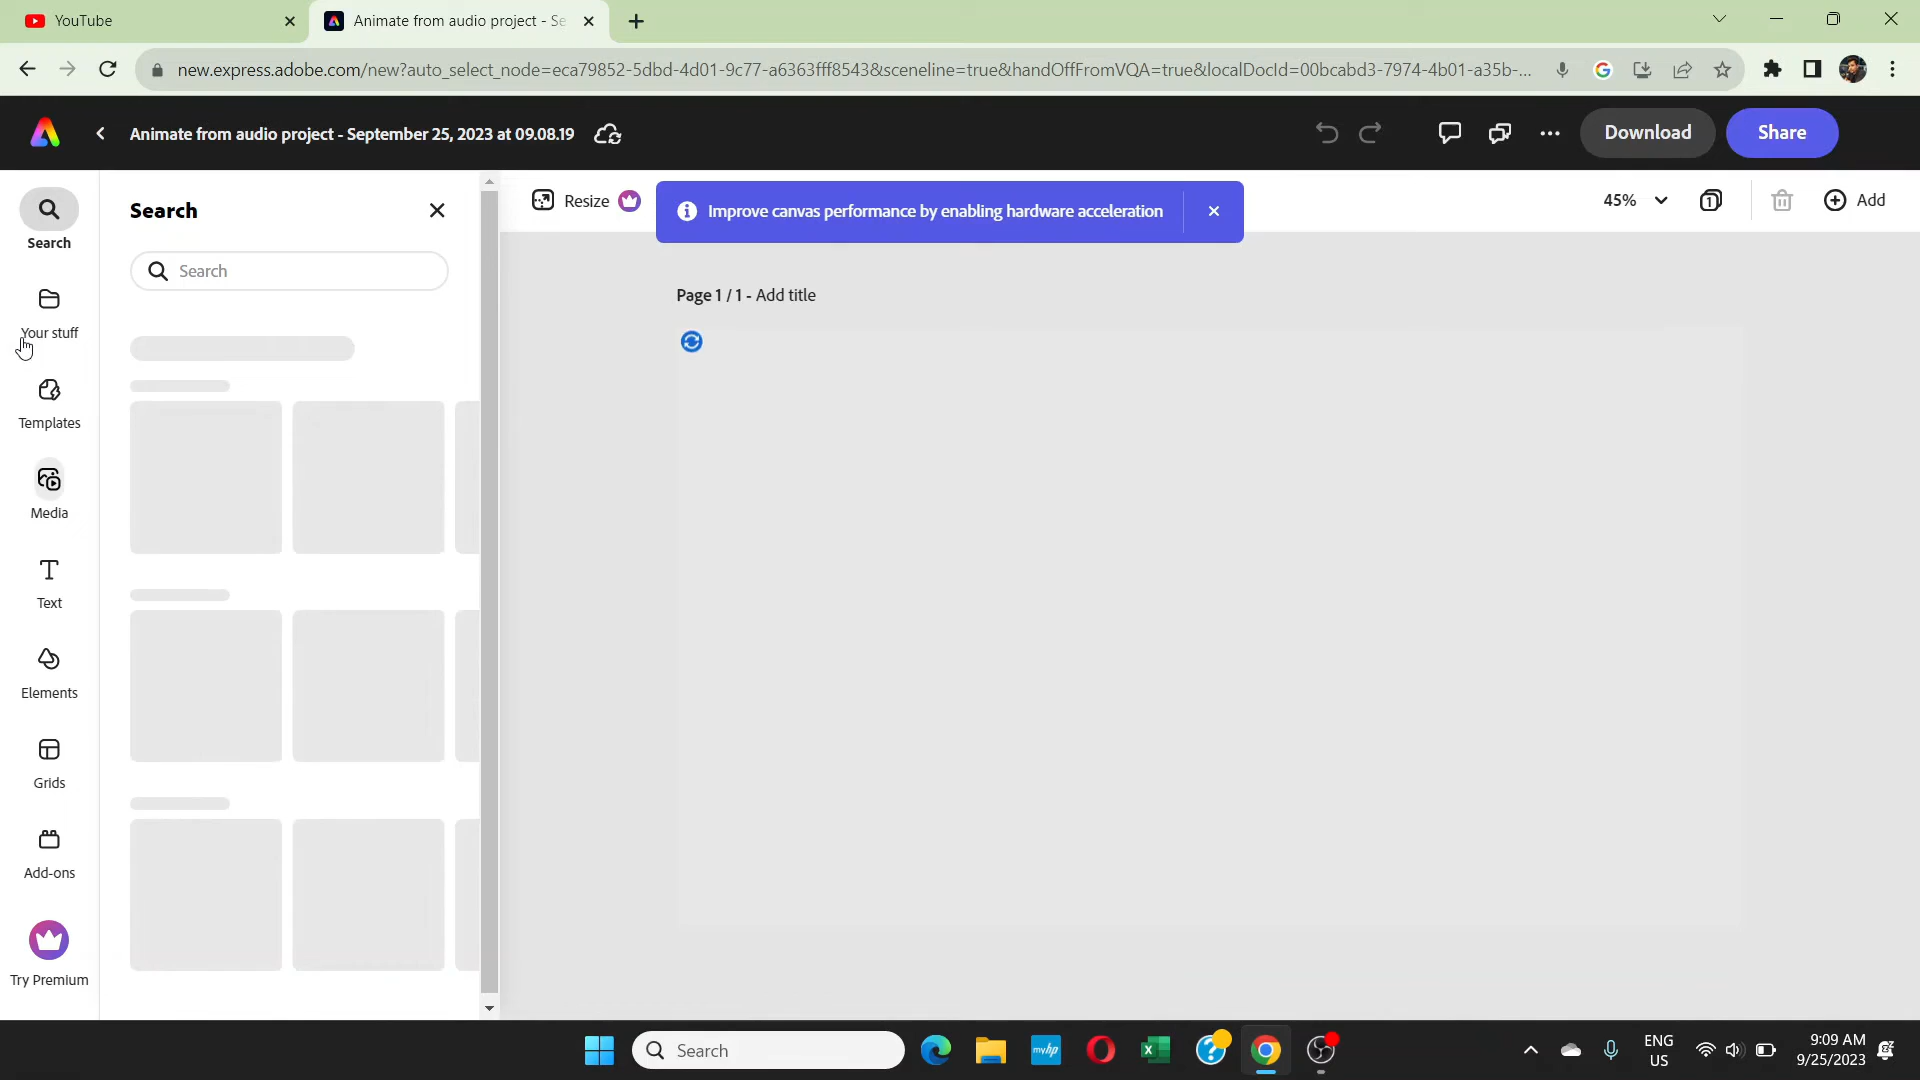 YouTube
Animate from audio project - Se
new.express.adobe.com/new?auto_select_node=eca79852-5dbd-4d01-9c77-a6363fff8543&sceneline=true&handOffFromVQA=true&localDocId=00bcabd3-7974-4b01-a35b-...
Animate from audio project - September 25, 2023 at 09.08.19
Download
Share
Search
Your stuff
Templates
Media
Text
Elements
Grids
Add-ons
Try Premium
Search
Search
Resize
Improve canvas performance by enabling hardware acceleration
45%
1
Add
Page 1 / 1 - Add title
Search
myhp
ENG
US
9:09 AM
9/25/2023